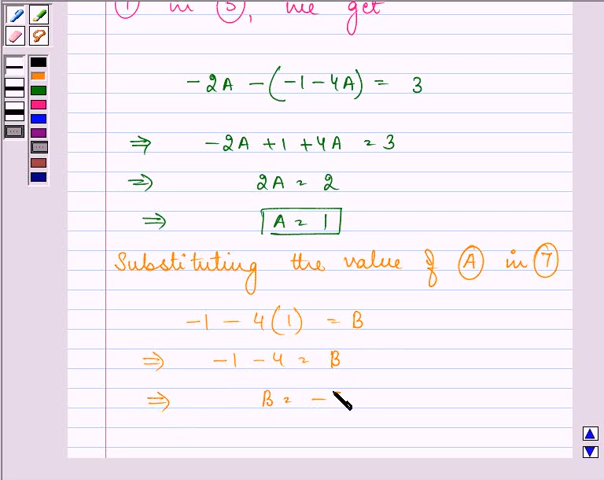 ① in ⑤, we get
-2A - (-1 - 4A) = 3
⇒ -2A + 1 + 4A = 3
⇒ 2A = 2
⇒ A = 1
Substituting the value of Ⓐ in ⑦
-1 - 4(1) = B
⇒ -1 - 4 = B
⇒ B = -